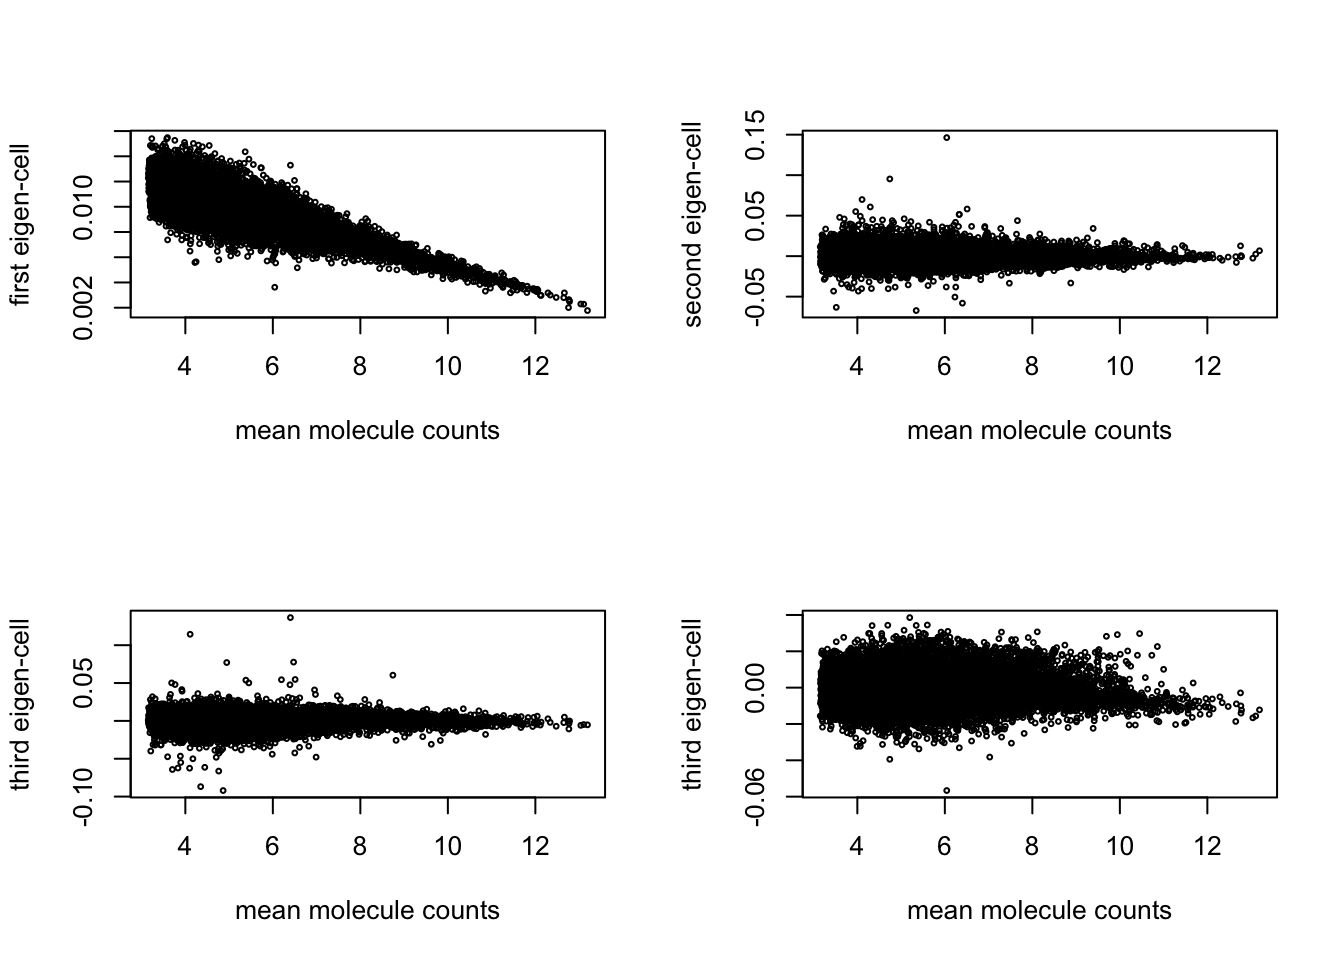 first eigen-cell
0.010
0.002
4 6 8 10 12
mean molecule counts
second eigen-cell
0.15
0.05
-0.05
4 6 8 10 12
mean molecule counts
third eigen-cell
0.05
-0.10
4 6 8 10 12
mean molecule counts
third eigen-cell
0.00
-0.06
4 6 8 10 12
mean molecule counts